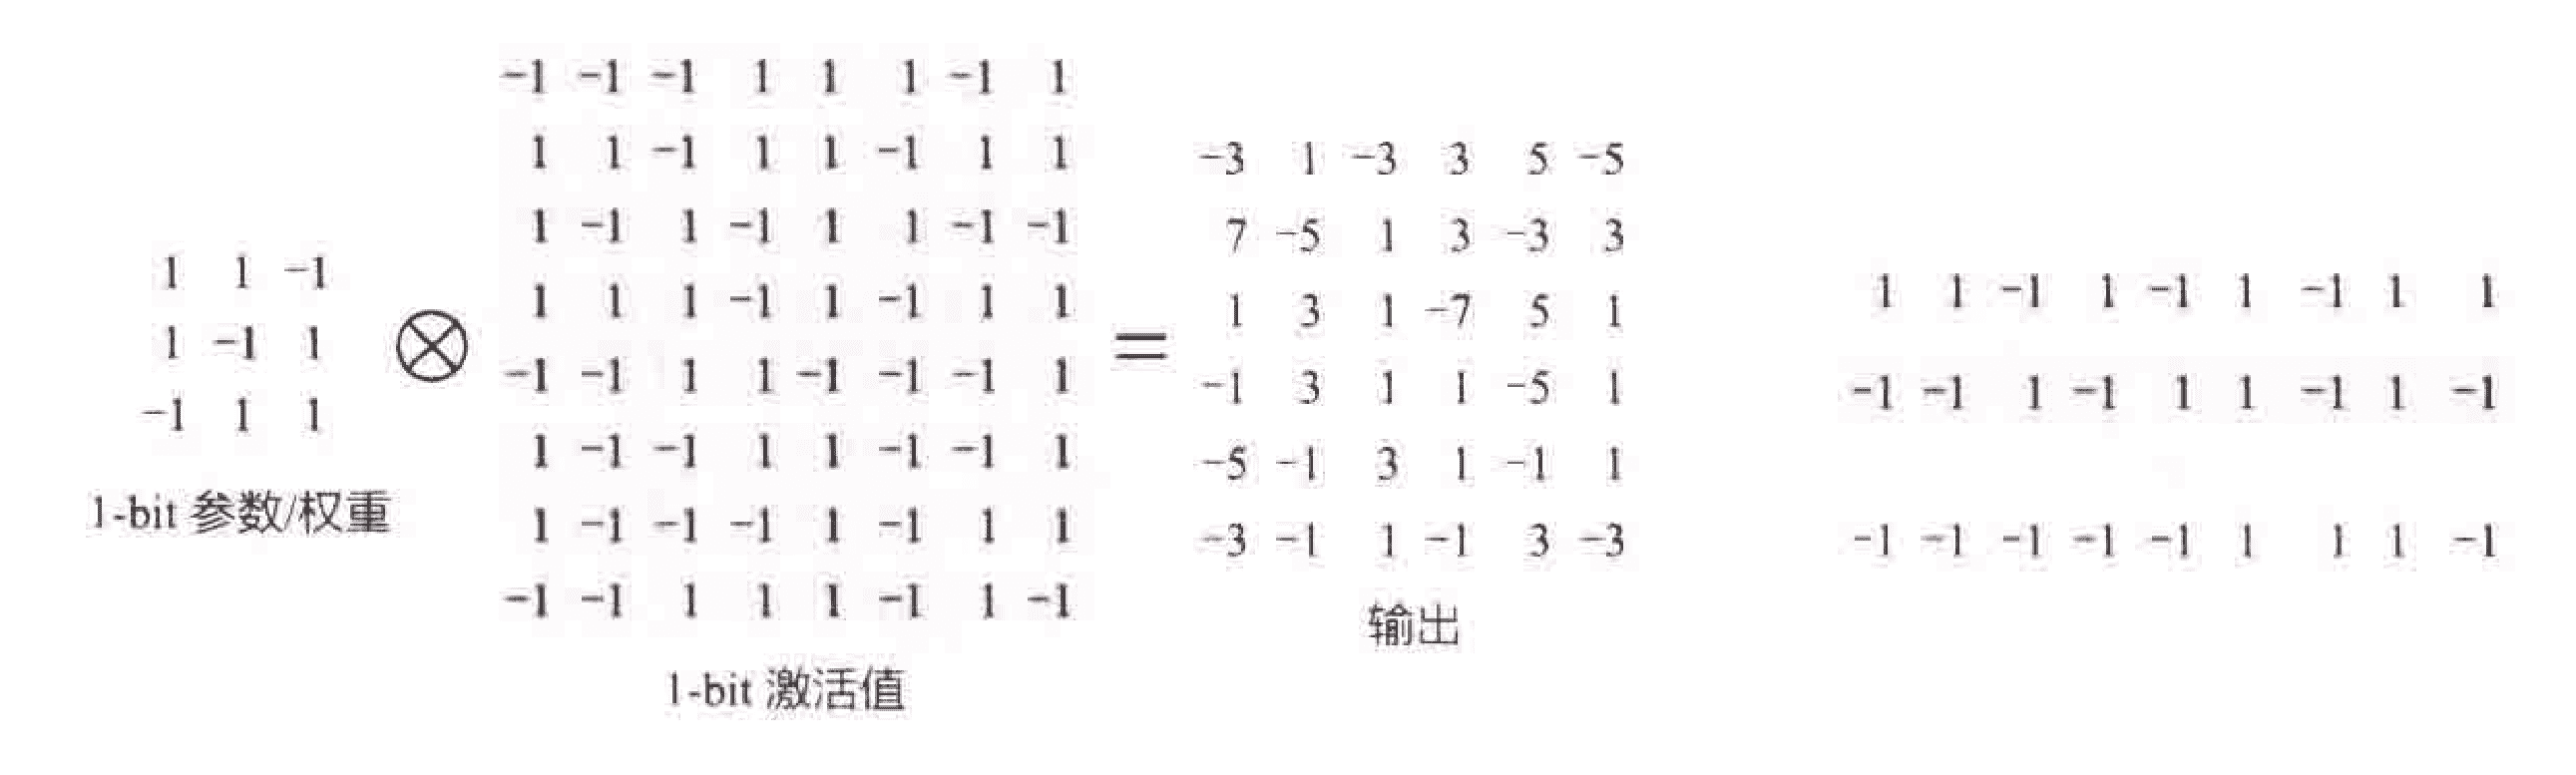 1 1 -1
1 -1 1
-1 1 1
1-bit 参数/权重
⊗
-1 -1 -1 1 1 1 -1 1
1 1 -1 1 1 -1 1 1
1 -1 1 -1 1 1 -1 -1
1 1 1 -1 1 -1 1 1
-1 -1 1 1 -1 -1 -1 1
1 -1 -1 1 1 -1 -1 1
1 -1 -1 -1 1 -1 1 1
-1 -1 1 1 1 -1 1 -1
1-bit 激活值
=
-3 1 -3 3 5 -5
7 -5 1 3 -3 3
1 3 1 -7 5 1
-1 3 1 1 -5 1
-5 -1 3 1 -1 1
-3 -1 1 -1 3 -3
输出
1 1 -1 1 -1 1 -1 1 1
-1 -1 1 -1 1 1 -1 1 -1
-1 -1 -1 -1 -1 1 1 1 -1